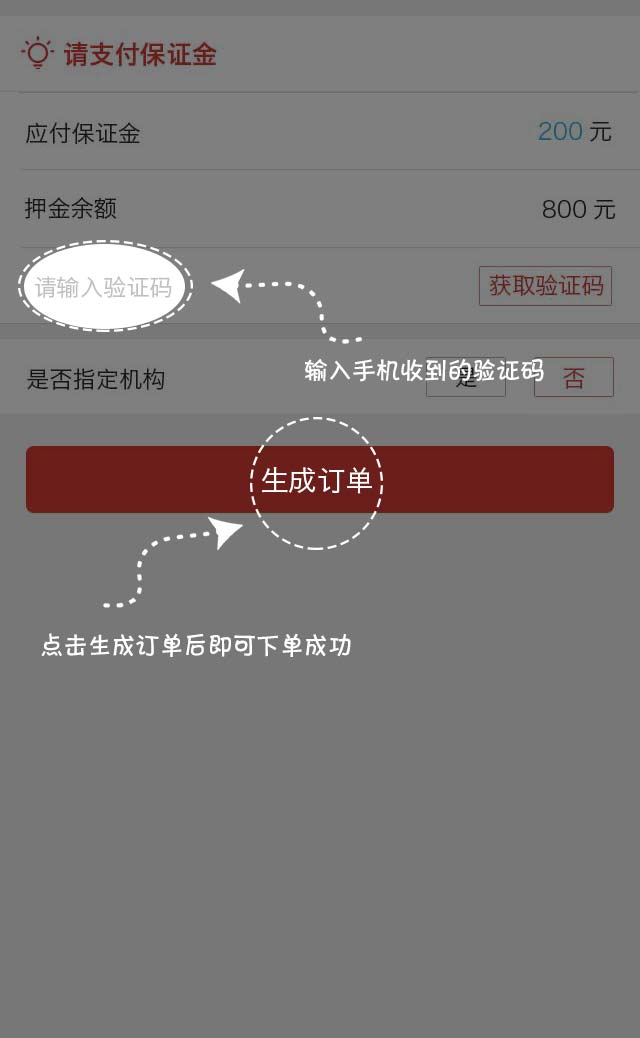 请支付保证金
应付保证金 200 元
押金余额 800 元
请输入验证码 获取验证码
输入手机收到的验证码
是否指定机构 是 否
生成订单
点击生成订单后即可下单成功